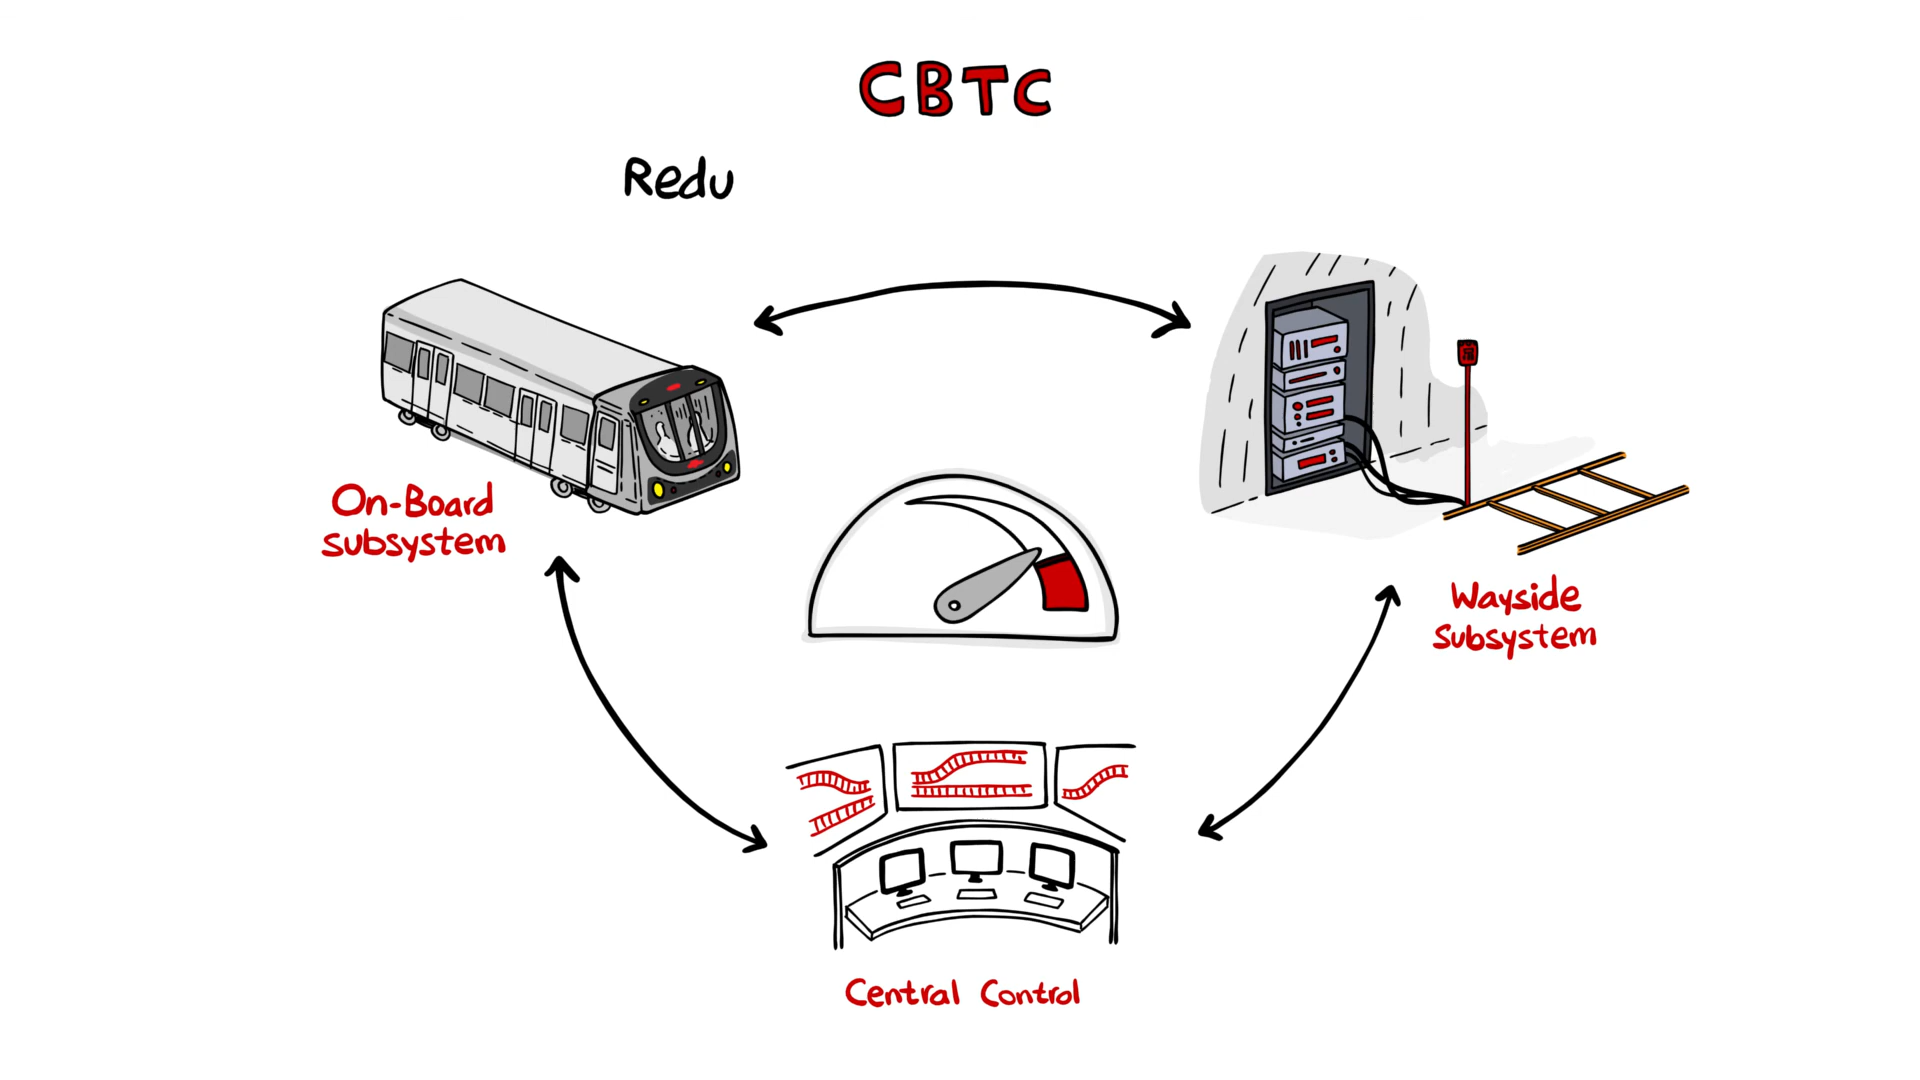 CBTC
Redu
On-Board
subsystem
Wayside
Subsystem
Central Control